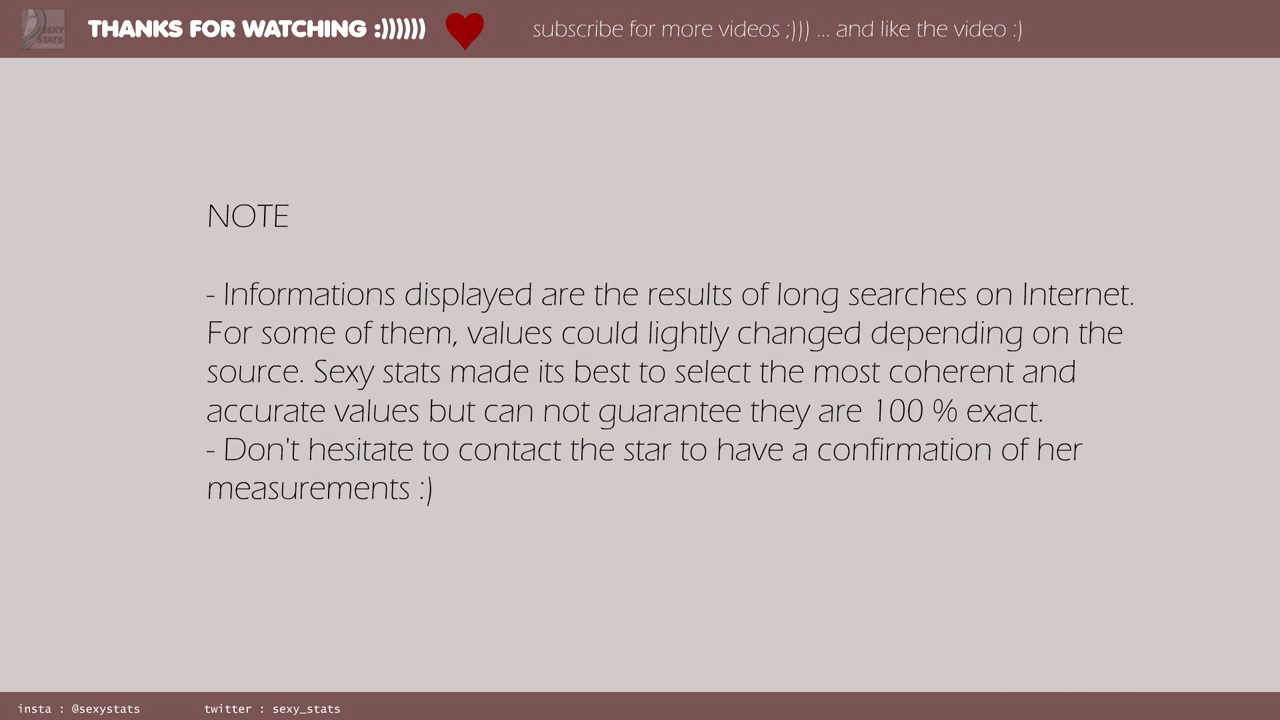 SEXY
STATS
THANKS FOR WATCHING :)))))) subscribe for more videos ;))) ... and like the video :)
NOTE
- Informations displayed are the results of long searches on Internet.
For some of them, values could lightly changed depending on the
source. Sexy stats made its best to select the most coherent and
accurate values but can not guarantee they are 100 % exact.
- Don't hesitate to contact the star to have a confirmation of her
measurements :)
insta : @sexystats twitter : sexy_stats